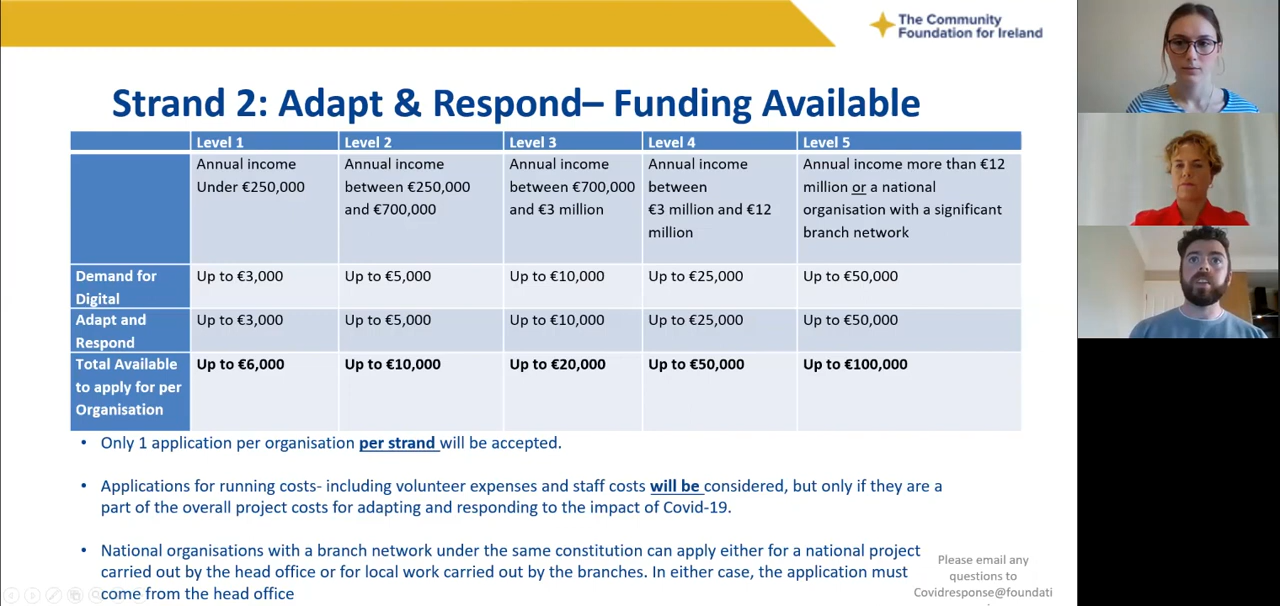 The Community
Foundation for Ireland
Strand 2: Adapt & Respond– Funding Available
Level 1 Level 2 Level 3 Level 4 Level 5
Annual income Under €250,000
Annual income between €250,000 and €700,000
Annual income between €700,000 and €3 million
Annual income between €3 million and €12 million
Annual income more than €12 million or a national organisation with a significant branch network
Demand for Digital Up to €3,000 Up to €5,000 Up to €10,000 Up to €25,000 Up to €50,000
Adapt and Respond Up to €3,000 Up to €5,000 Up to €10,000 Up to €25,000 Up to €50,000
Total Available to apply for per Organisation Up to €6,000 Up to €10,000 Up to €20,000 Up to €50,000 Up to €100,000
• Only 1 application per organisation per strand will be accepted.
• Applications for running costs- including volunteer expenses and staff costs will be considered, but only if they are a
part of the overall project costs for adapting and responding to the impact of Covid-19.
• National organisations with a branch network under the same constitution can apply either for a national project
carried out by the head office or for local work carried out by the branches. In either case, the application must
come from the head office
Please email any
questions to
Covidresponse@foundati